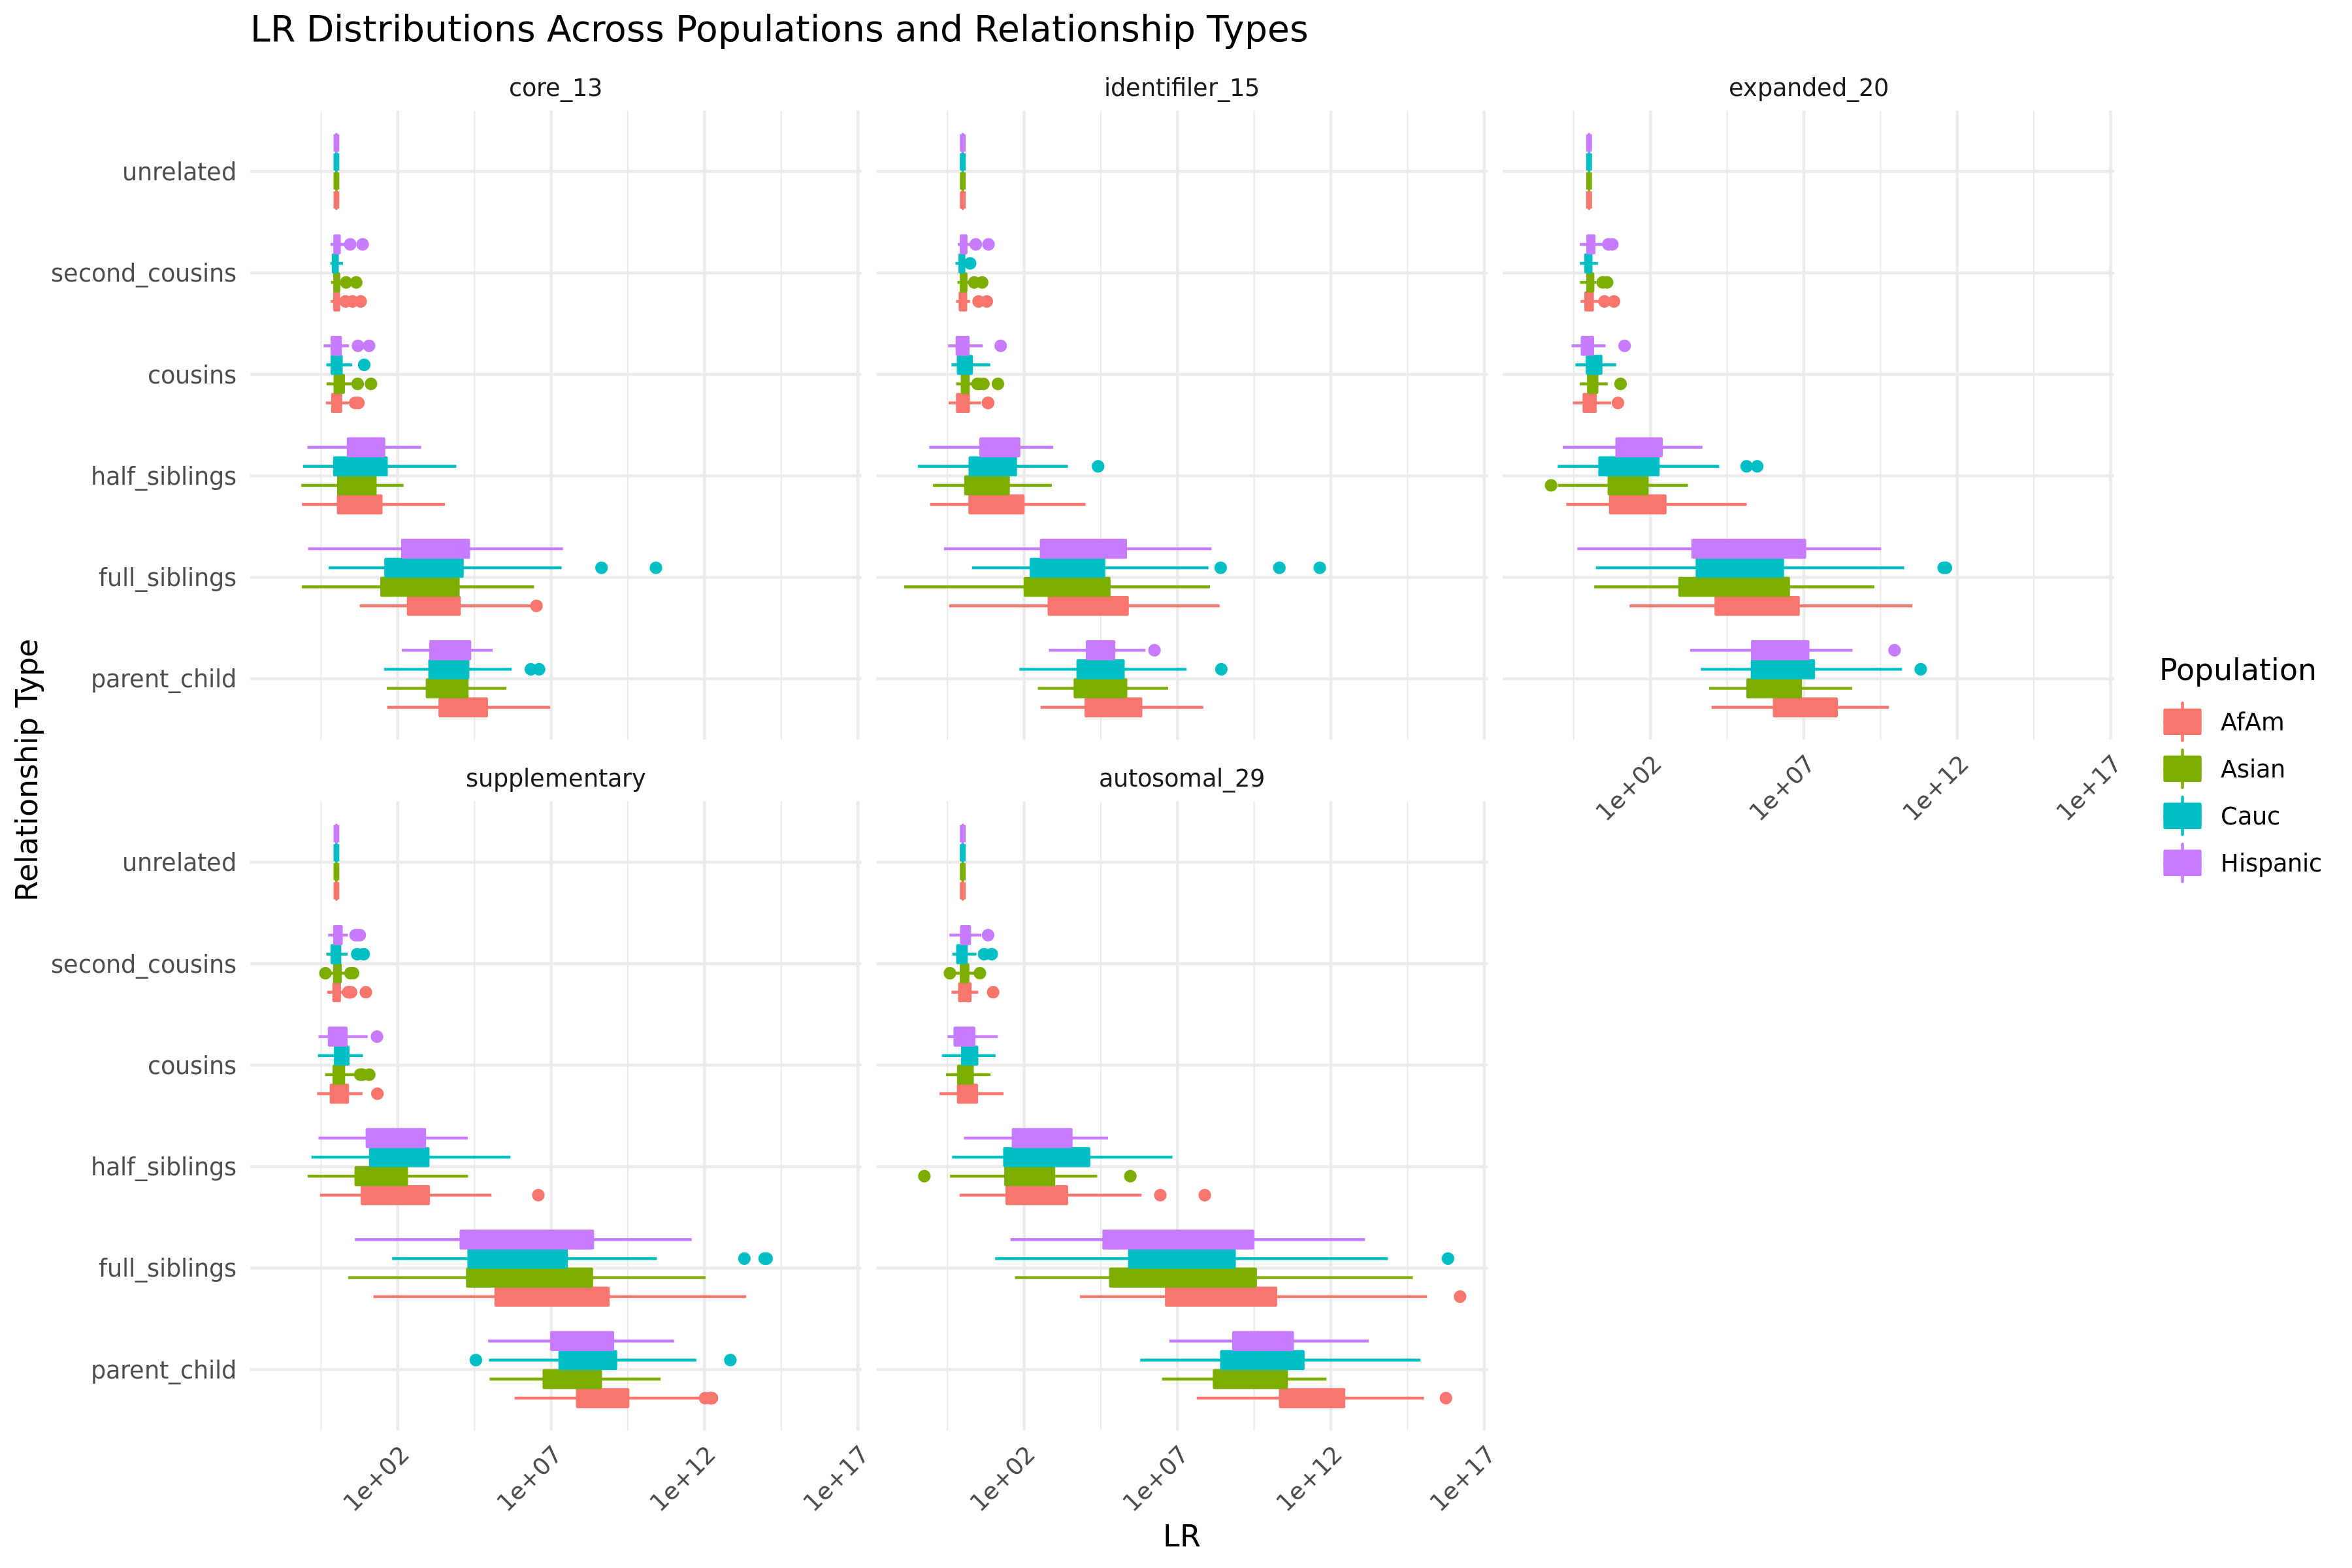 LR Distributions Across Populations and Relationship Types
core_13
identifiler_15
expanded_20
unrelated
second_cousins
cousins
half_siblings
full_siblings
parent_child
1e+02
1e+07
1e+12
1e+17
supplementary
autosomal_29
unrelated
second_cousins
cousins
half_siblings
full_siblings
parent_child
1e+02
1e+07
1e+12
1e+17
1e+02
1e+07
1e+12
1e+17
LR
Relationship Type
Population
AfAm
Asian
Cauc
Hispanic